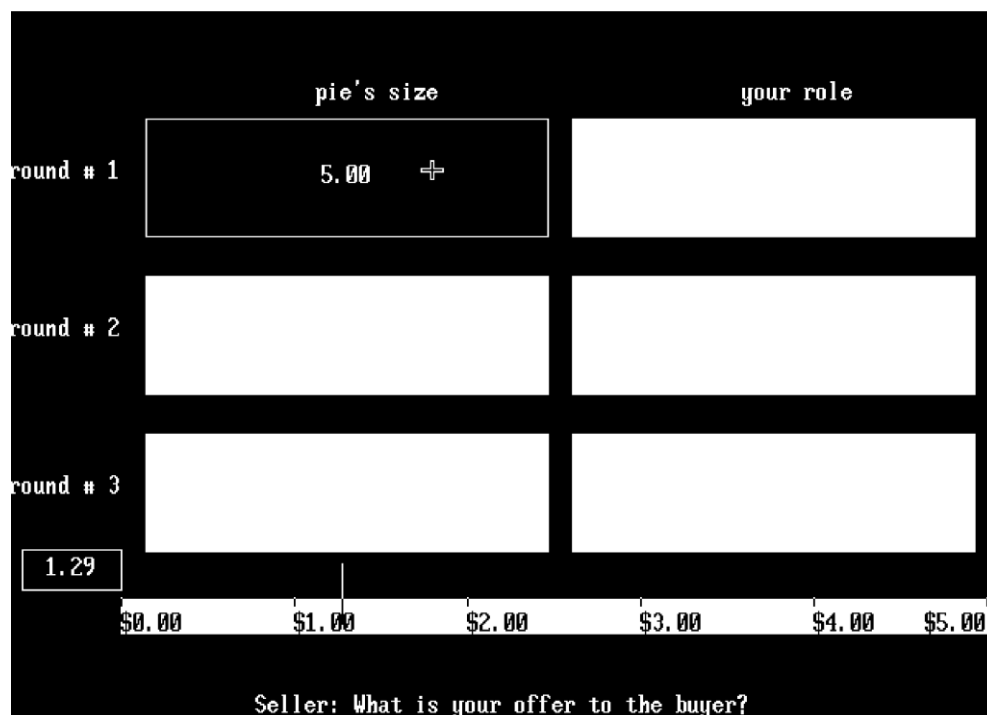 pie's size your role
round # 1 5.00
round # 2
round # 3
1.29
$0.00 $1.00 $2.00 $3.00 $4.00 $5.00
Seller: What is your offer to the buyer?